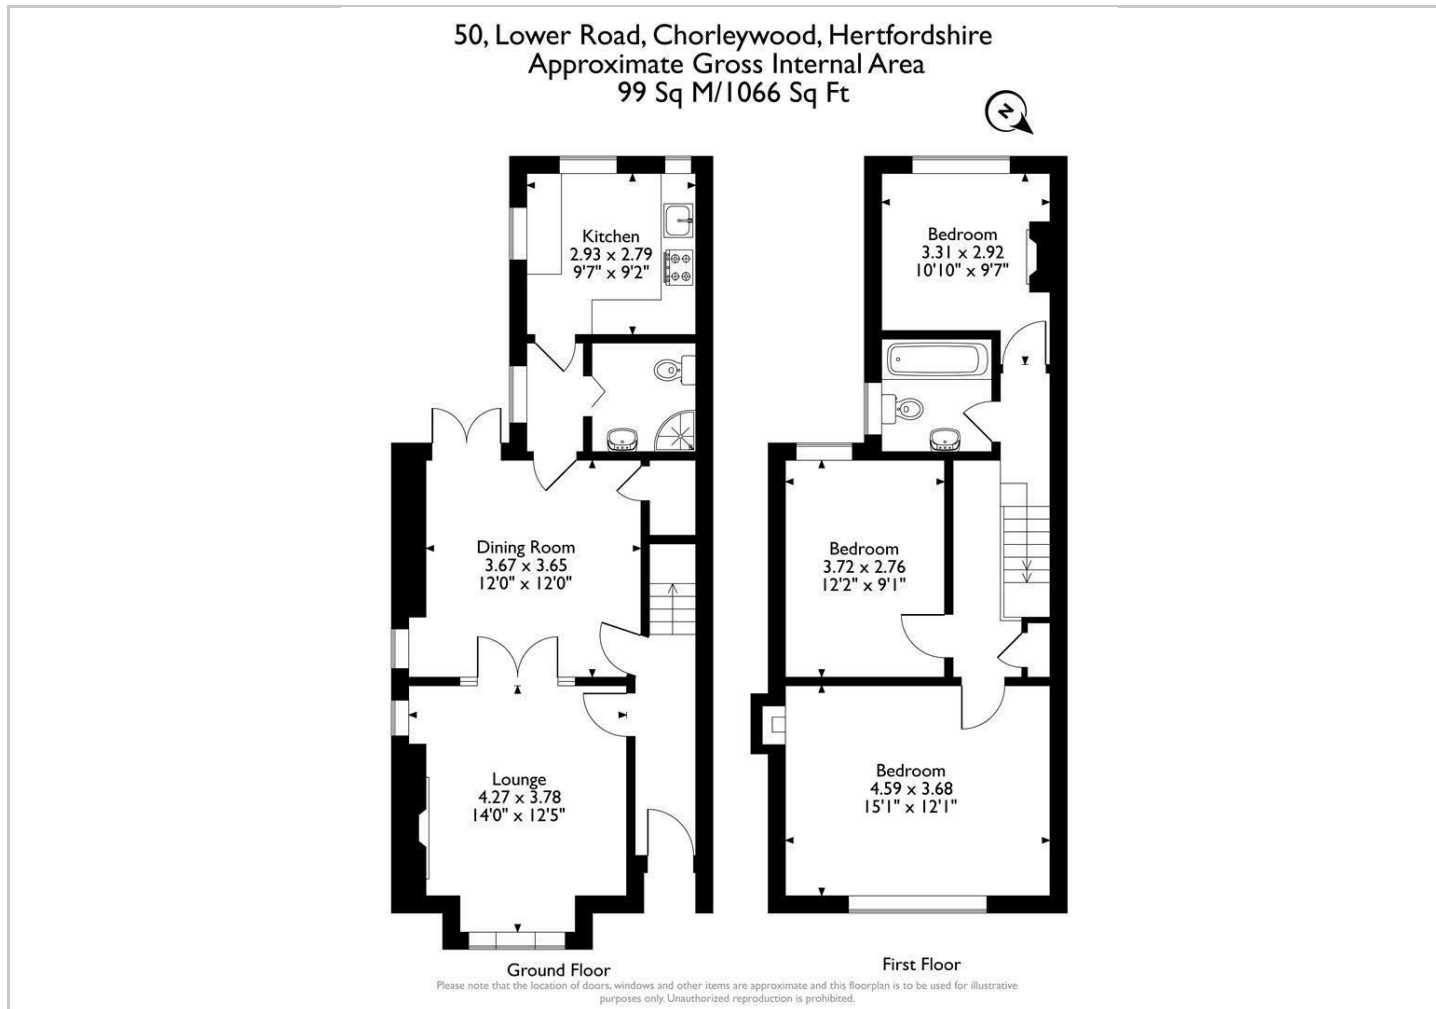 50, Lower Road, Chorleywood, Hertfordshire
Approximate Gross Internal Area
99 Sq M/1066 Sq Ft
N
Kitchen
2.93 x 2.79
9'7" x 9'2"
Dining Room
3.67 x 3.65
12'0" x 12'0"
Lounge
4.27 x 3.78
14'0" x 12'5"
Ground Floor
Bedroom
3.31 x 2.92
10'10" x 9'7"
Bedroom
3.72 x 2.76
12'2" x 9'1"
Bedroom
4.59 x 3.68
15'1" x 12'1"
First Floor
Please note that the location of doors, windows and other items are approximate and this floorplan is to be used for illustrative
purposes only. Unauthorized reproduction is prohibited.